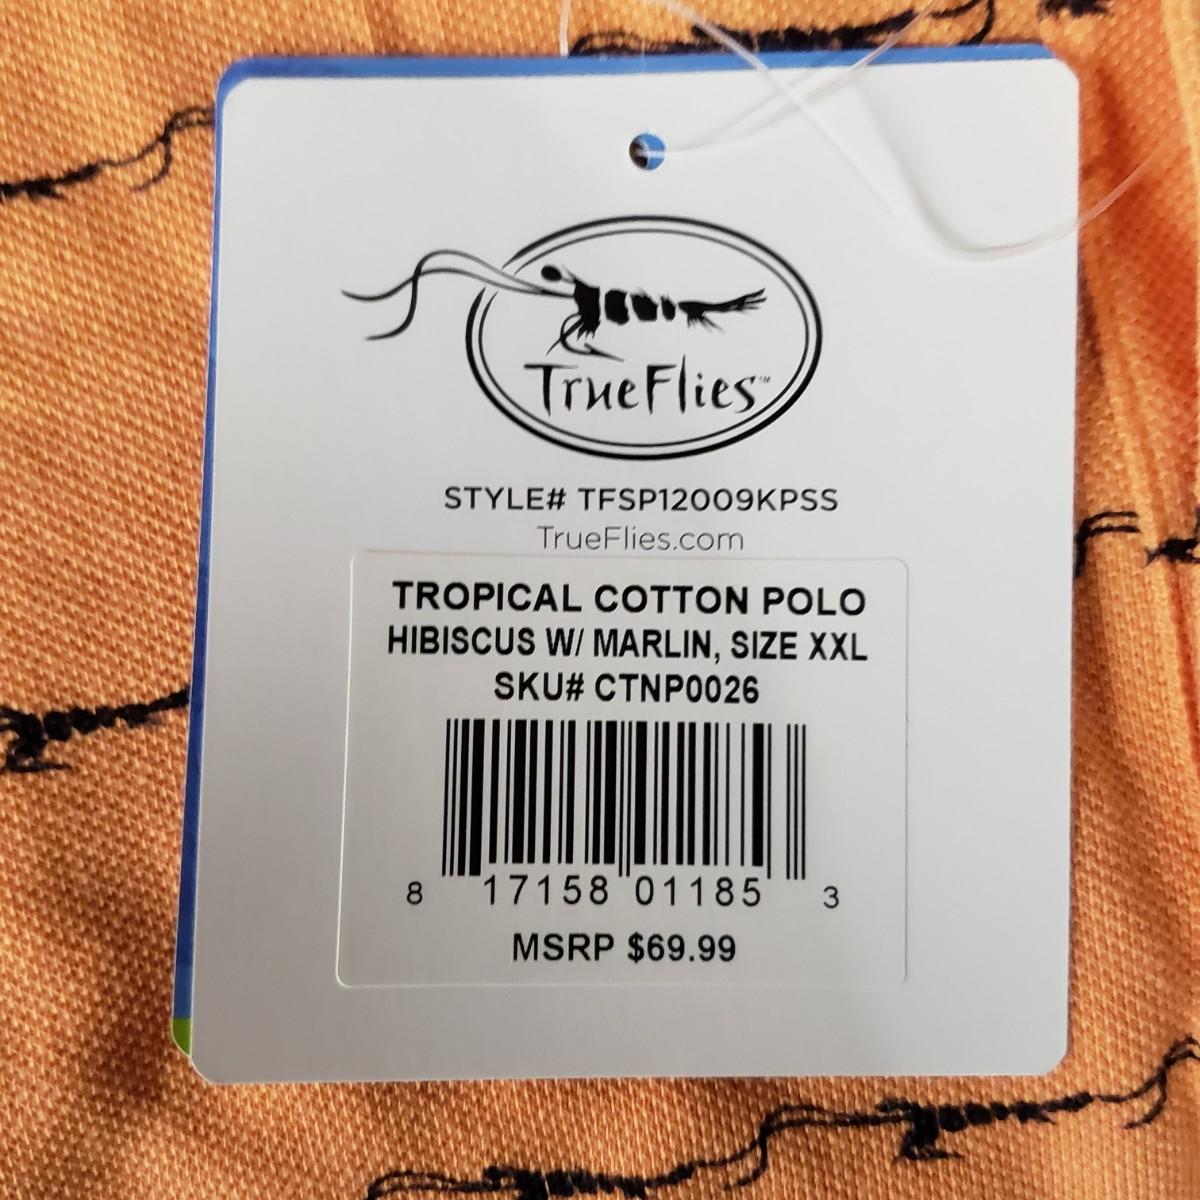 TrueFlies™
STYLE# TFSP12009KPSS
TrueFlies.com
TROPICAL COTTON POLO
HIBISCUS W/ MARLIN, SIZE XXL
SKU# CTNP0026
8 17158 01185 3
MSRP $69.99